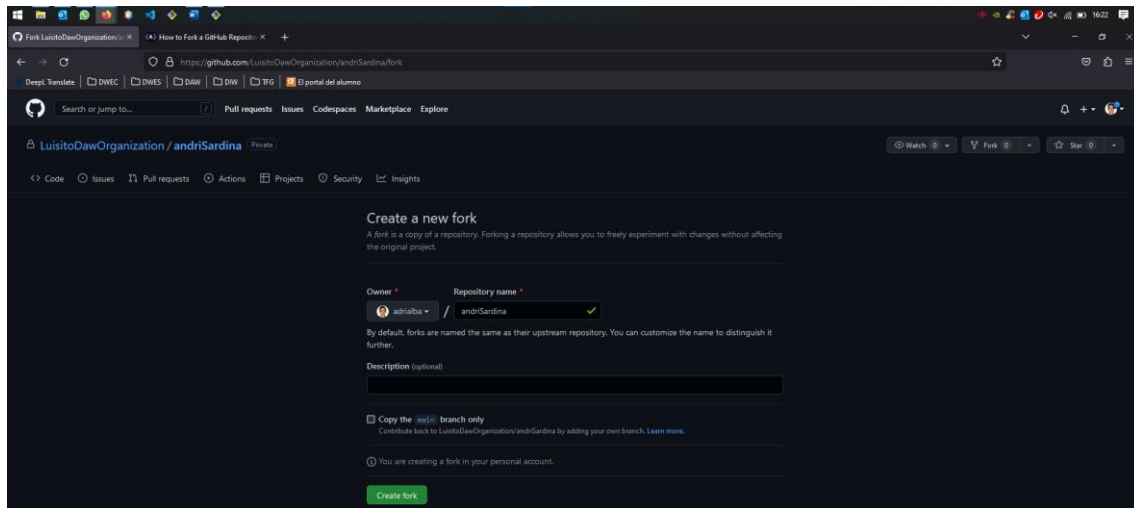 16:22
Fork LuisitoDawOrganization/
How to Fork a GitHub Reposito
https://github.com/LuisitoDawOrganization/andriSardina/fork
DeepL Translate DWEC DWES DAW DIW TFG El portal del alumno
Search or jump to... / Pull requests Issues Codespaces Marketplace Explore
LuisitoDawOrganization / andriSardina Private Watch 0 Fork 0 Star 0
Code Issues Pull requests Actions Projects Security Insights
Create a new fork
A fork is a copy of a repository. Forking a repository allows you to freely experiment with changes without affecting
the original project.
Owner * Repository name *
adrialba / andriSardina
By default, forks are named the same as their upstream repository. You can customize the name to distinguish it
further.
Description (optional)
Copy the main branch only
Contribute back to LuisitoDawOrganization/andriSardina by adding your own branch. Learn more.
You are creating a fork in your personal account.
Create fork